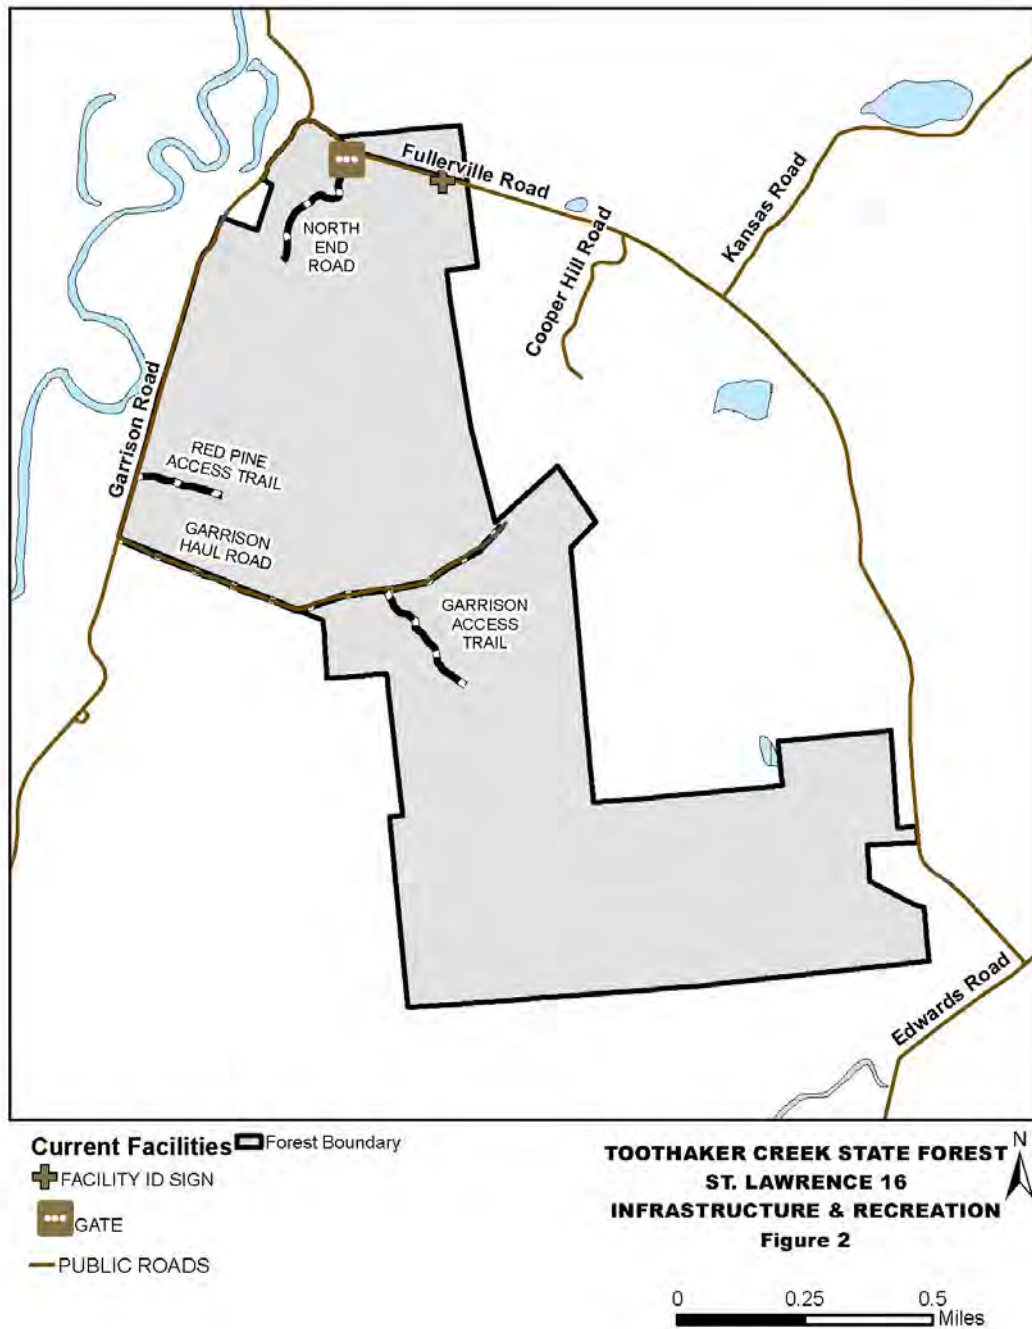 Fullerville Road
Kansas Road
NORTH
END
ROAD
Cooper Hill Road
Garrison Road
RED PINE
ACCESS TRAIL
GARRISON
HAUL ROAD
GARRISON
ACCESS
TRAIL
Edwards Road
Current Facilities
Forest Boundary
FACILITY ID SIGN
GATE
PUBLIC ROADS
TOOTHAKER CREEK STATE FOREST
ST. LAWRENCE 16
INFRASTRUCTURE & RECREATION
Figure 2
N
0 0.25 0.5
Miles